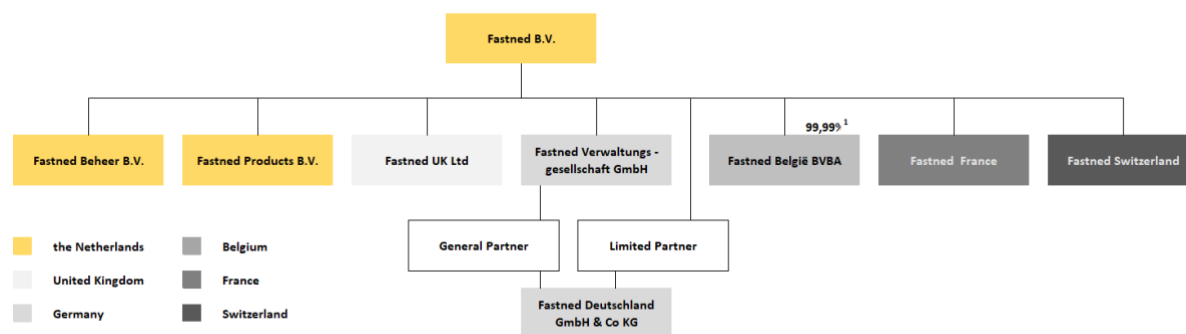 Fastned B.V.
99,99% ¹
Fastned Beheer B.V.
Fastned Products B.V.
Fastned UK Ltd
Fastned Verwaltungs -
gesellschaft GmbH
Fastned België BVBA
Fastned France
Fastned Switzerland
General Partner
Limited Partner
the Netherlands
Belgium
United Kingdom
France
Germany
Switzerland
Fastned Deutschland
GmbH & Co KG